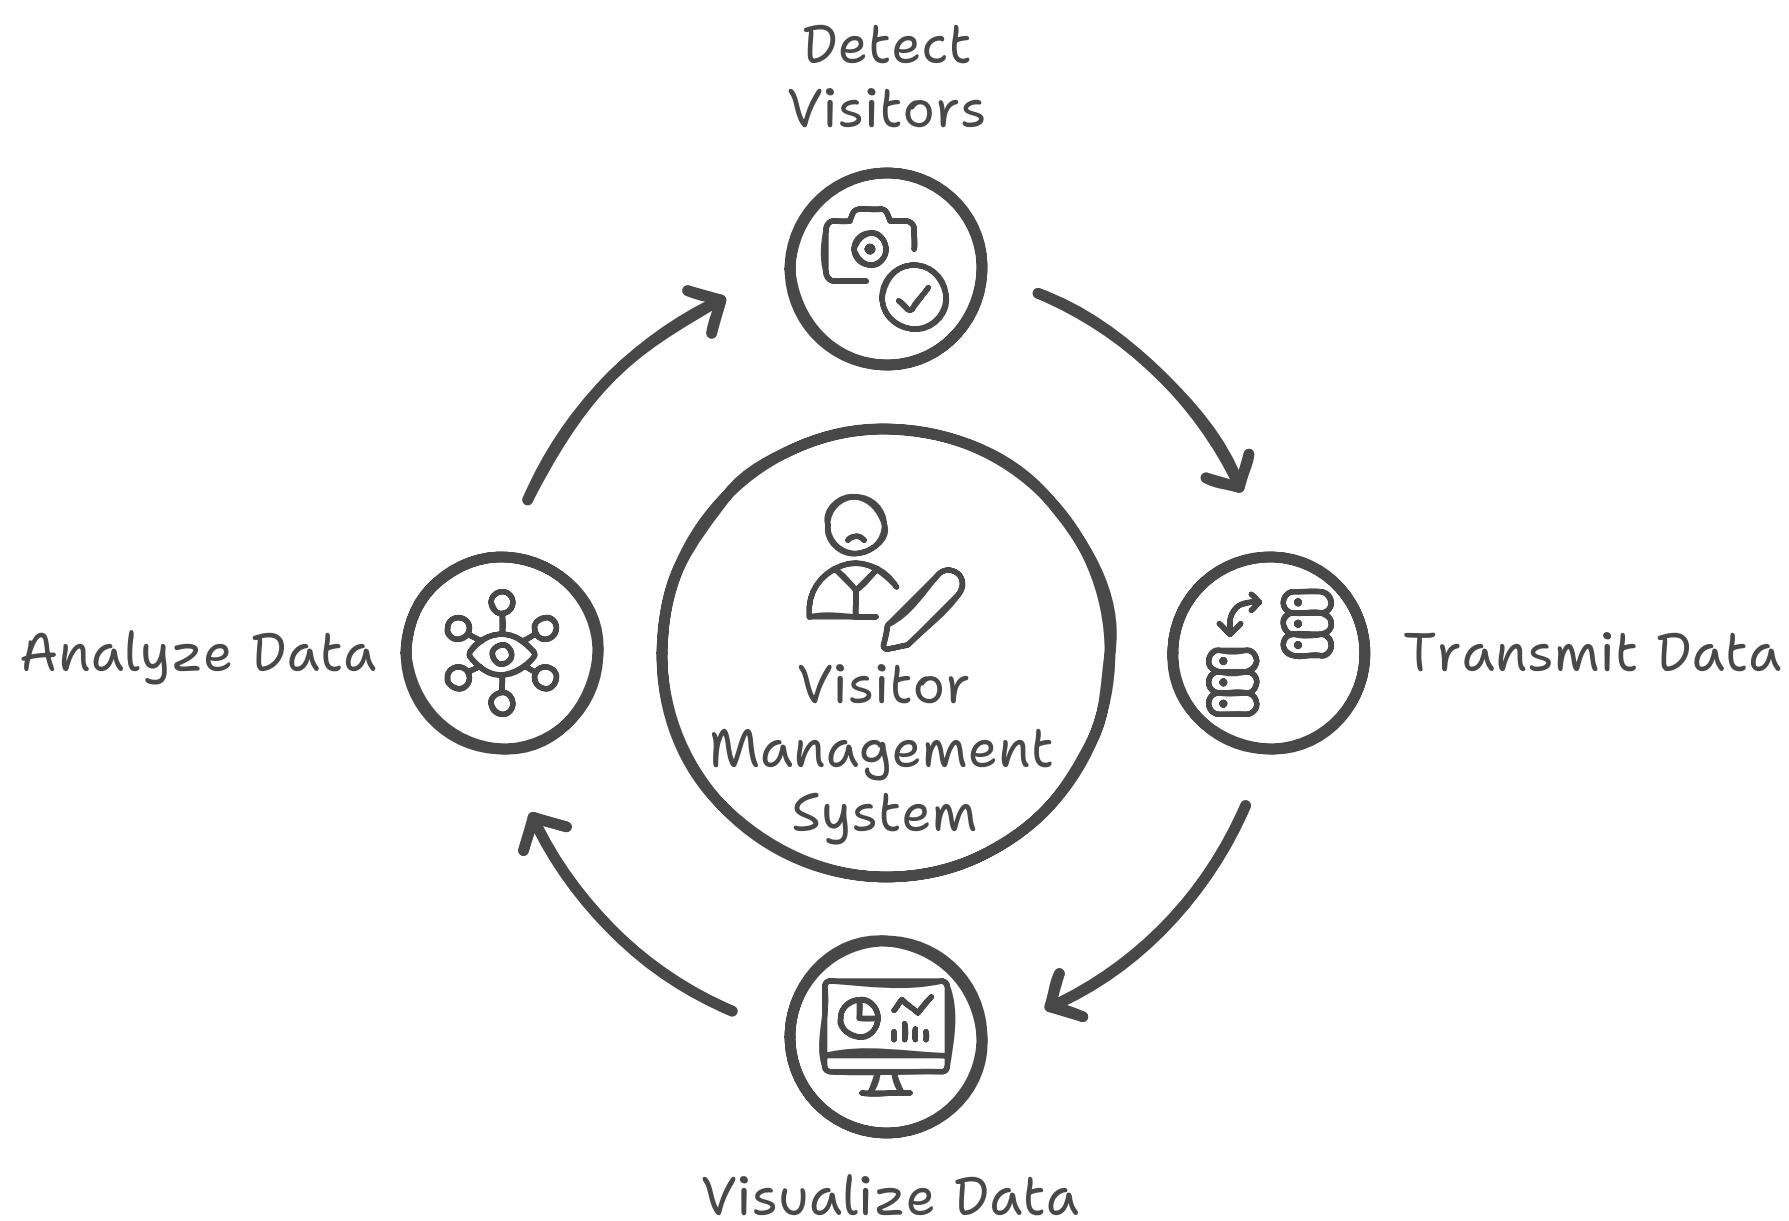 Detect
Visitors
Analyze Data
Transmit Data
Visitor
Management
System
Visualize Data